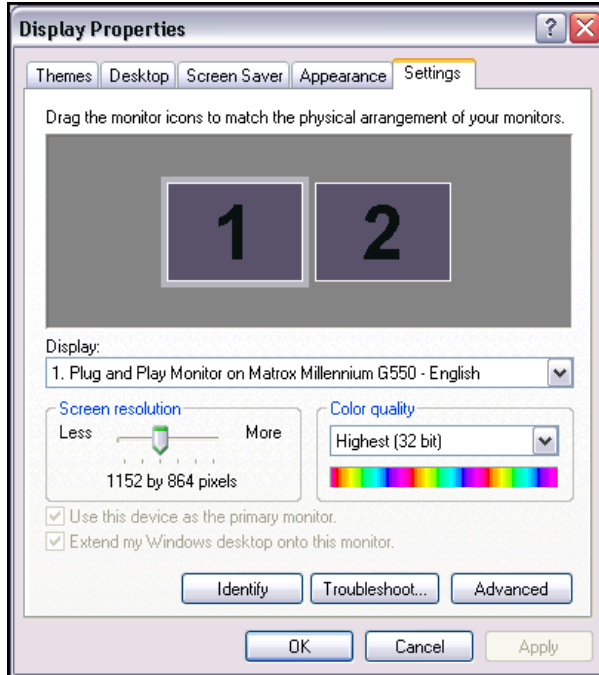 Display Properties
Themes Desktop Screen Saver Appearance Settings
Drag the monitor icons to match the physical arrangement of your monitors.
1 2
Display:
1. Plug and Play Monitor on Matrox Millennium G550 - English
Screen resolution Color quality
Less More Highest (32 bit)
1152 by 864 pixels
Use this device as the primary monitor.
Extend my Windows desktop onto this monitor.
Identify Troubleshoot... Advanced
OK Cancel Apply